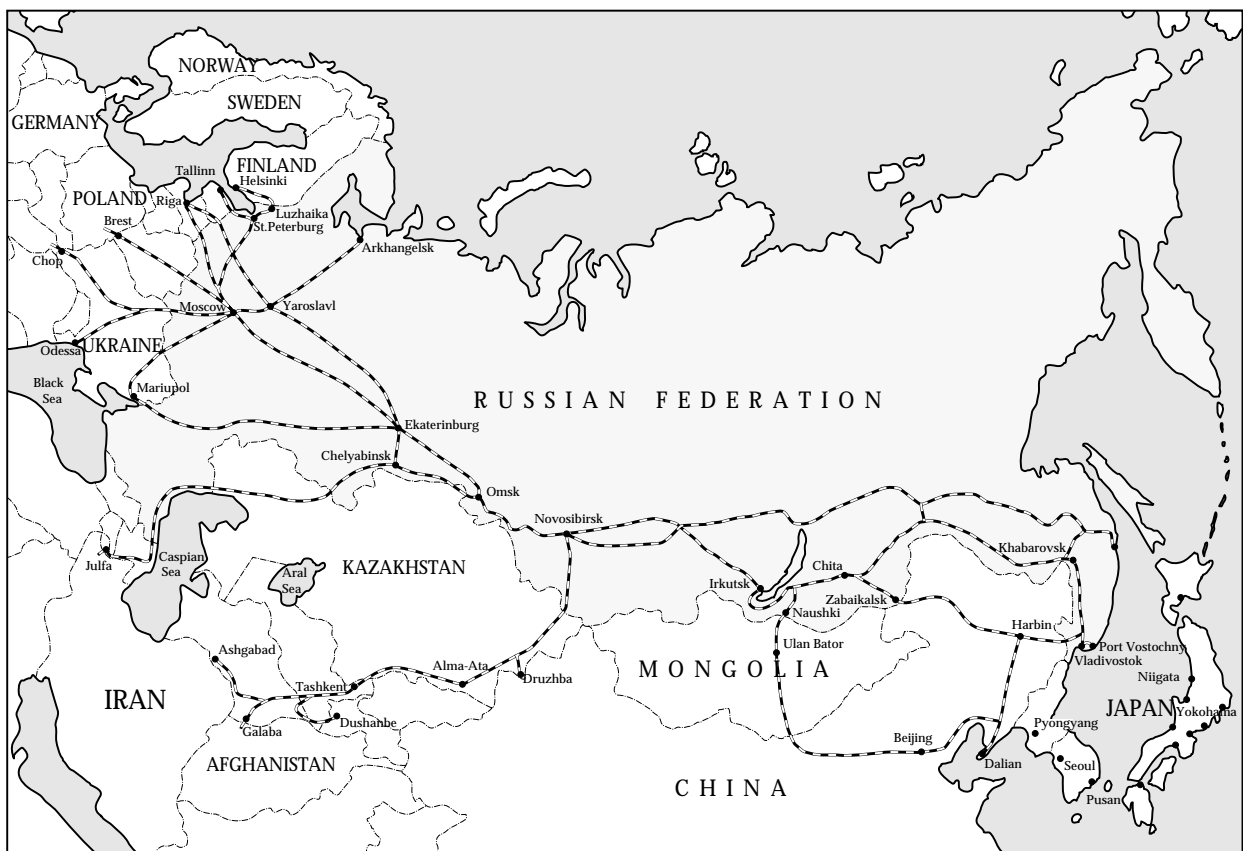 NORWAY
SWEDEN
GERMANY
FINLAND
Tallinn
Helsinki
POLAND
Riga
Luzhaika
St.Peterburg
Brest
Arkhangelsk
Chop
Moscow
Yaroslavl
Odessa
UKRAINE
Black
Sea
Mariupol
RUSSIAN FEDERATION
Ekaterinburg
Chelyabinsk
Omsk
Novosibirsk
Khabarovsk
Julfa
Caspian
Sea
Aral
Sea
KAZAKHSTAN
Irkutsk
Chita
Zabaikalsk
Naushki
Harbin
Ashgabad
Ulan Bator
Port Vostochny
Vladivostok
Alma-Ata
MONGOLIA
Druzhba
Niigata
IRAN
Tashkent
JAPAN
Yokohama
Galaba
Dushanbe
Pyongyang
Beijing
AFGHANISTAN
Dalian
Seoul
CHINA
Pusan